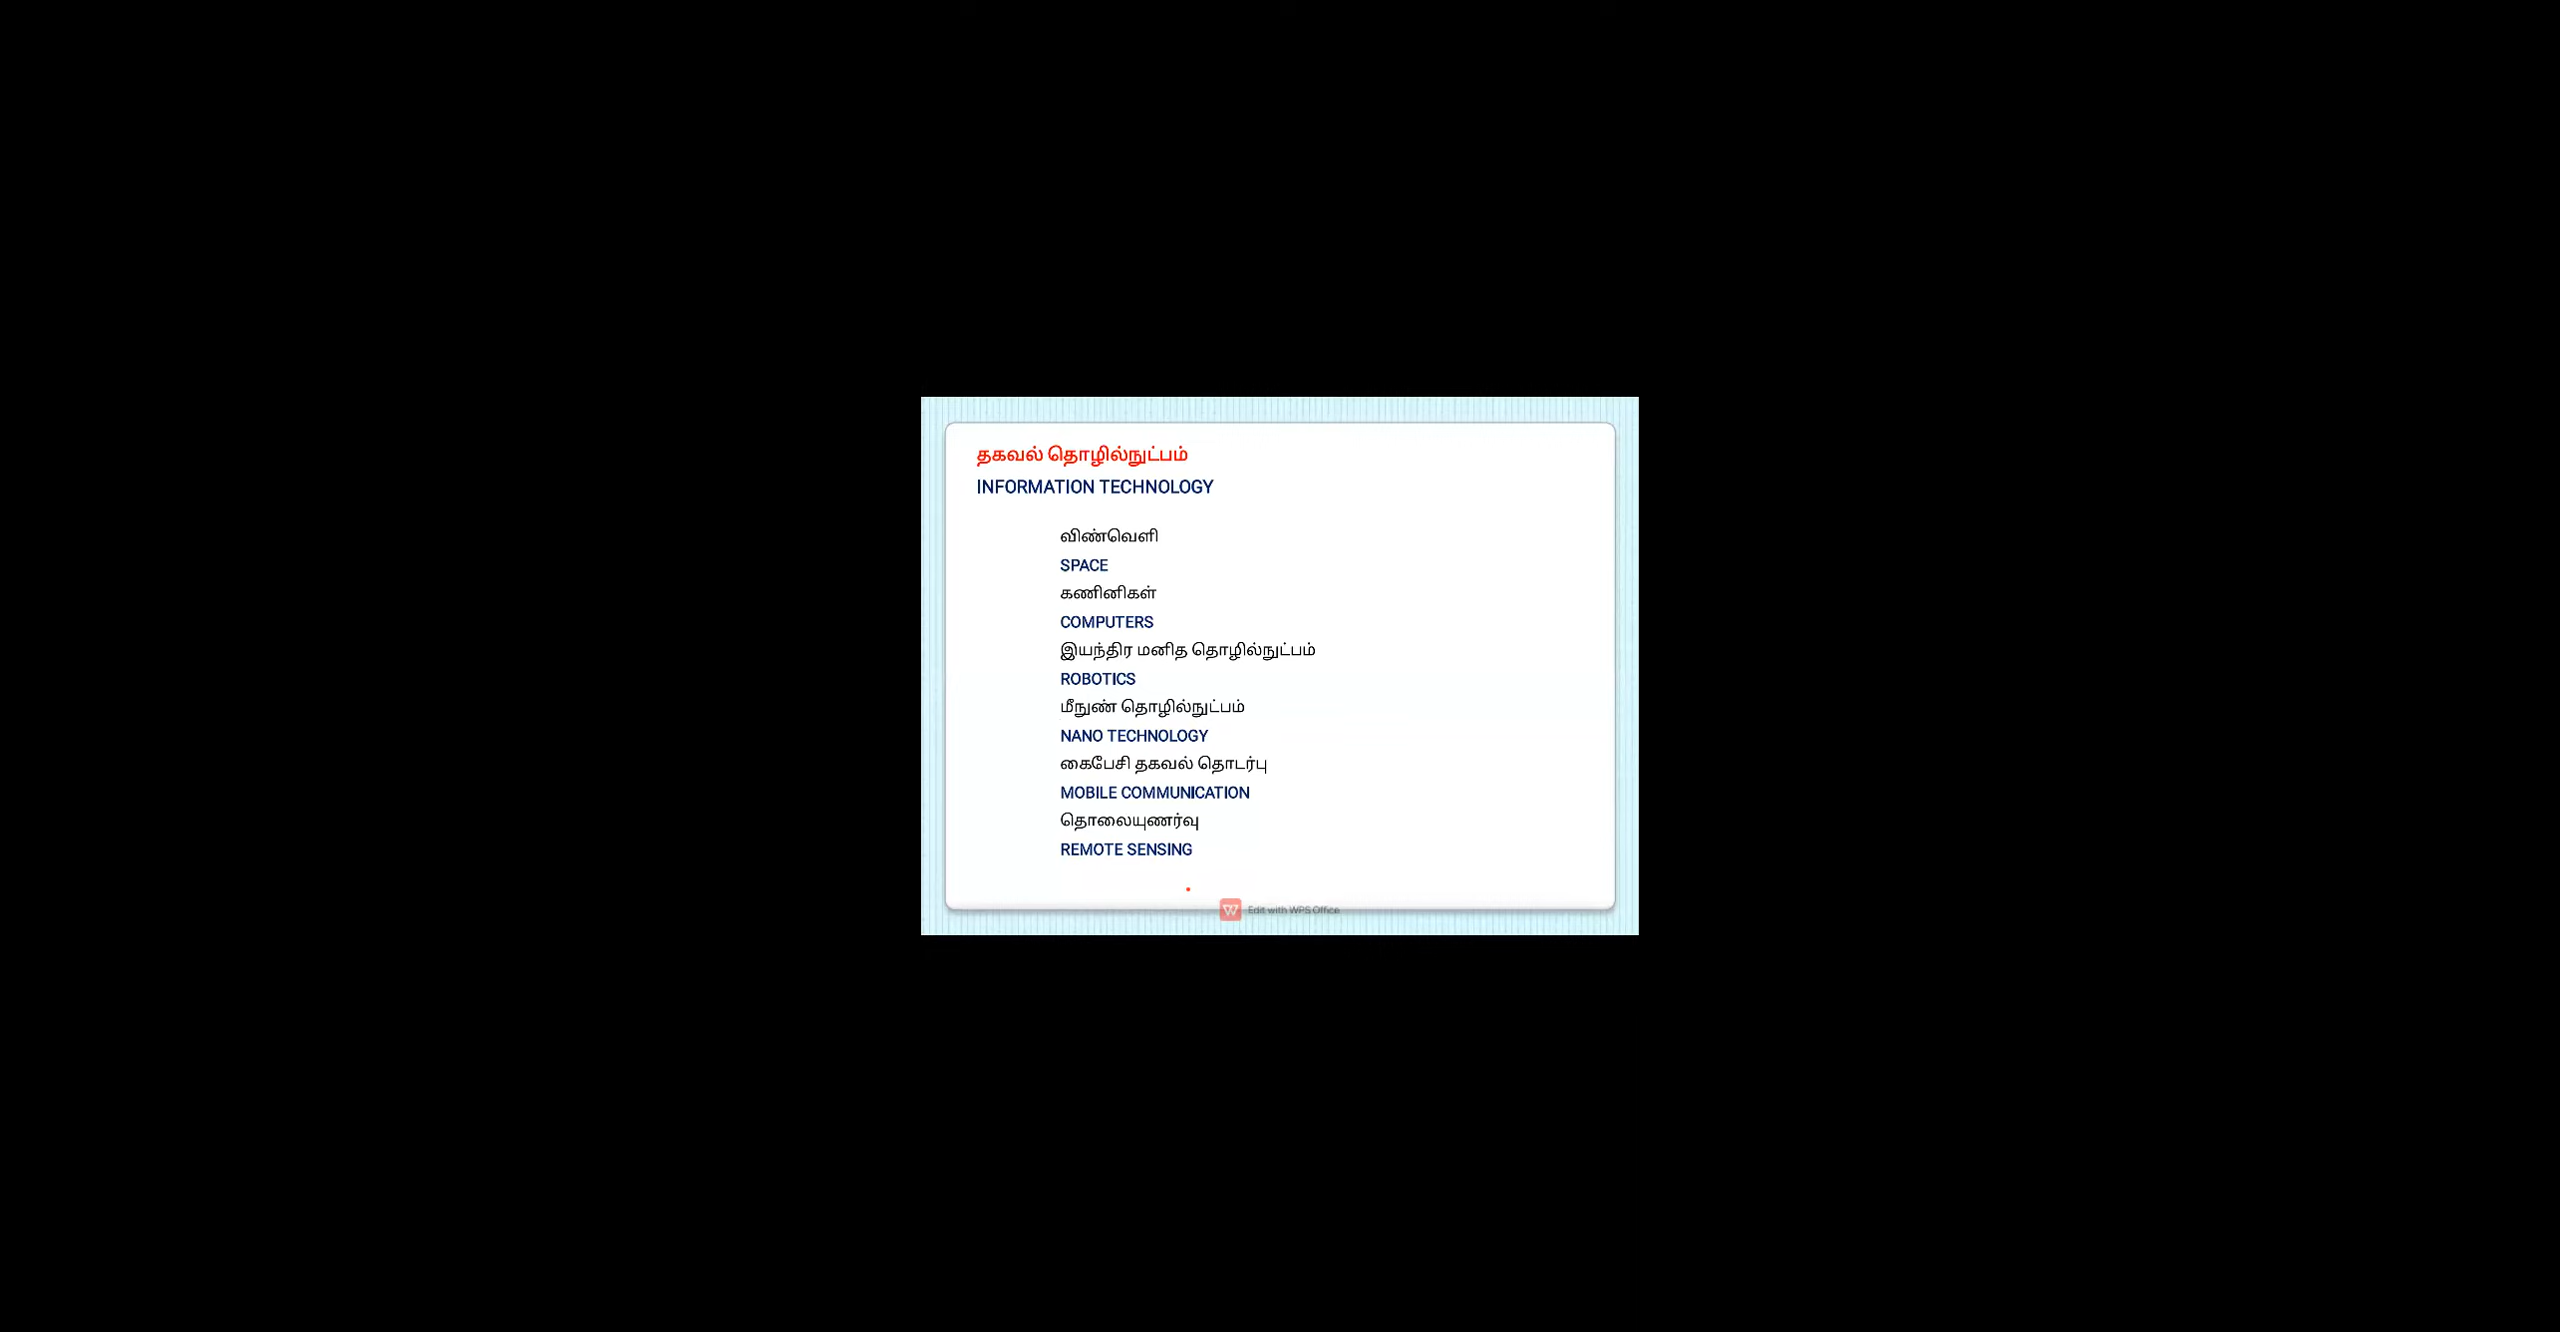 தகவல் தொழில்நுட்பம்
INFORMATION TECHNOLOGY
விண்வெளி
SPACE
கணினிகள்
COMPUTERS
இயந்திர மனித தொழில்நுட்பம்
ROBOTICS
மீநுண் தொழில்நுட்பம்
NANO TECHNOLOGY
கைபேசி தகவல் தொடர்பு
MOBILE COMMUNICATION
தொலையுணர்வு
REMOTE SENSING
Edit with WPS Office